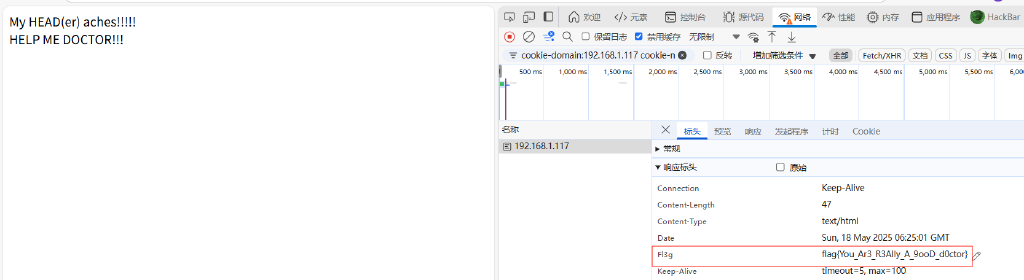 My HEAD(er) aches!!!!!
HELP ME DOCTOR!!!
欢迎 </> 元素 控制台 源代码 网络 性能 内存 应用程序 HackBar
保留日志 禁用缓存 无限制
cookie-domain:192.168.1.117 cookie-n 反转 增加筛选条件 全部 Fetch/XHR 文档 CSS JS 字体 Img
500 ms 1,000 ms 1,500 ms 2,000 ms 2,500 ms 3,000 ms 3,500 ms 4,000 ms 4,500 ms 5,000 ms 5,500 ms 6,0
名称 标头 预览 响应 发起程序 计时 Cookie
192.168.1.117
常规
响应标头 原始
Connection Keep-Alive
Content-Length 47
Content-Type text/html
Date Sun, 18 May 2025 06:25:01 GMT
Fl3g flag{You_Ar3_R3Ally_A_9ooD_d0ctor}
Keep-Alive timeout=5, max=100